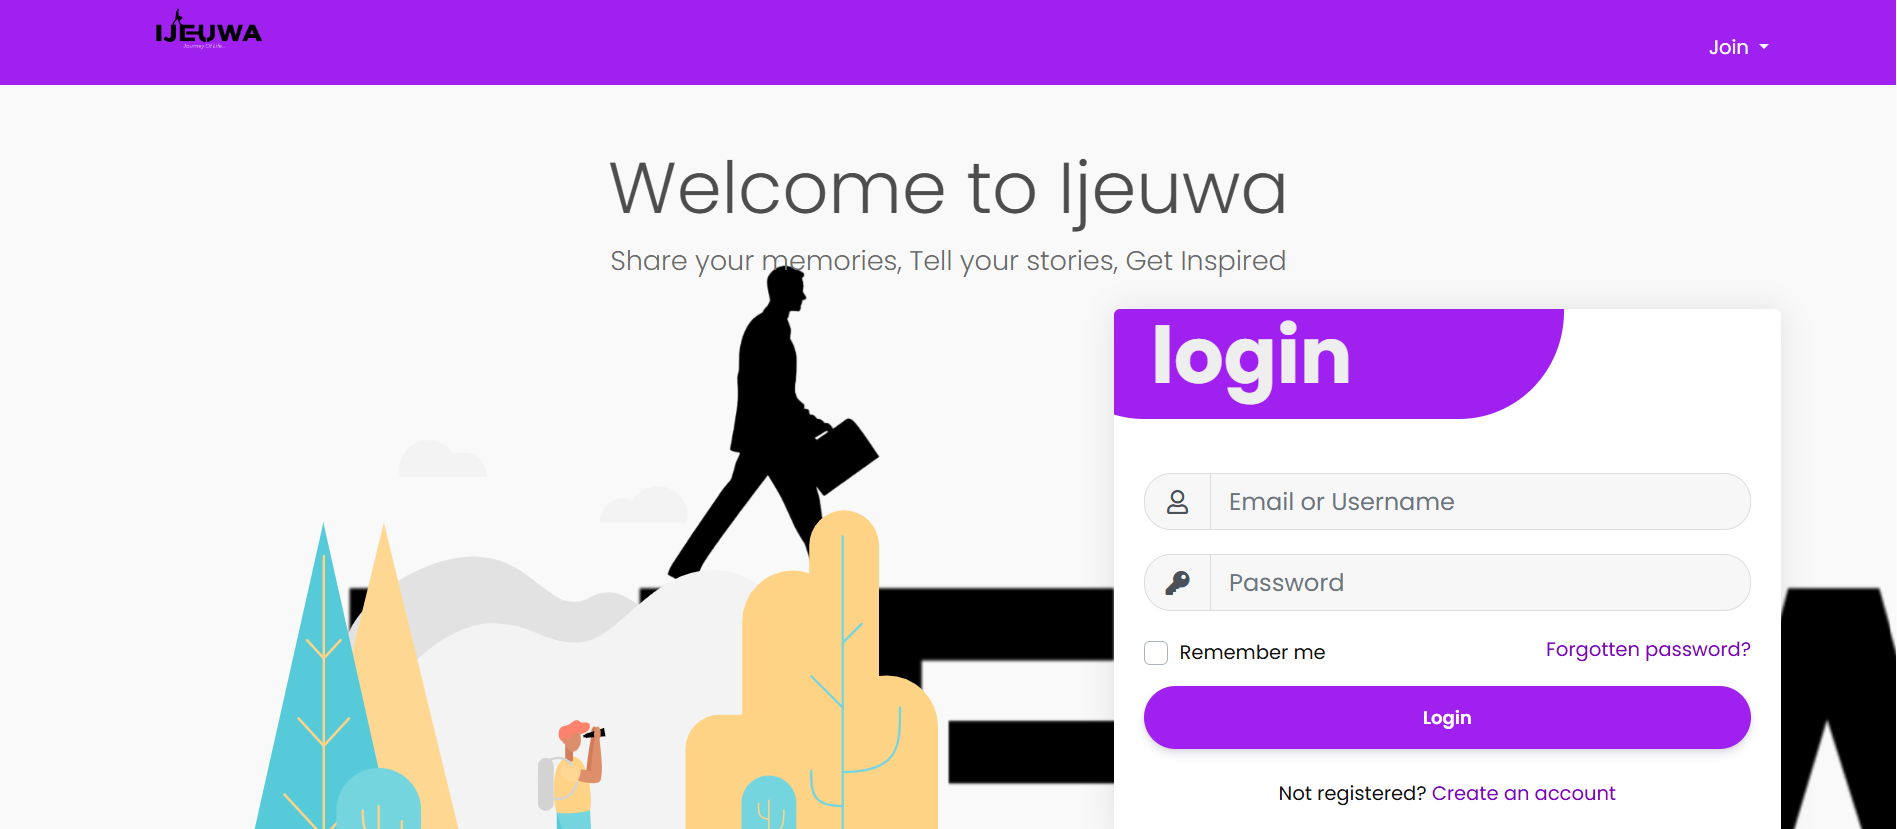 IJEUWA
Journey Of Life...
Join
Welcome to Ijeuwa
Share your memories, Tell your stories, Get Inspired
login
Email or Username
Password
Remember me
Forgotten password?
Login
Not registered? Create an account